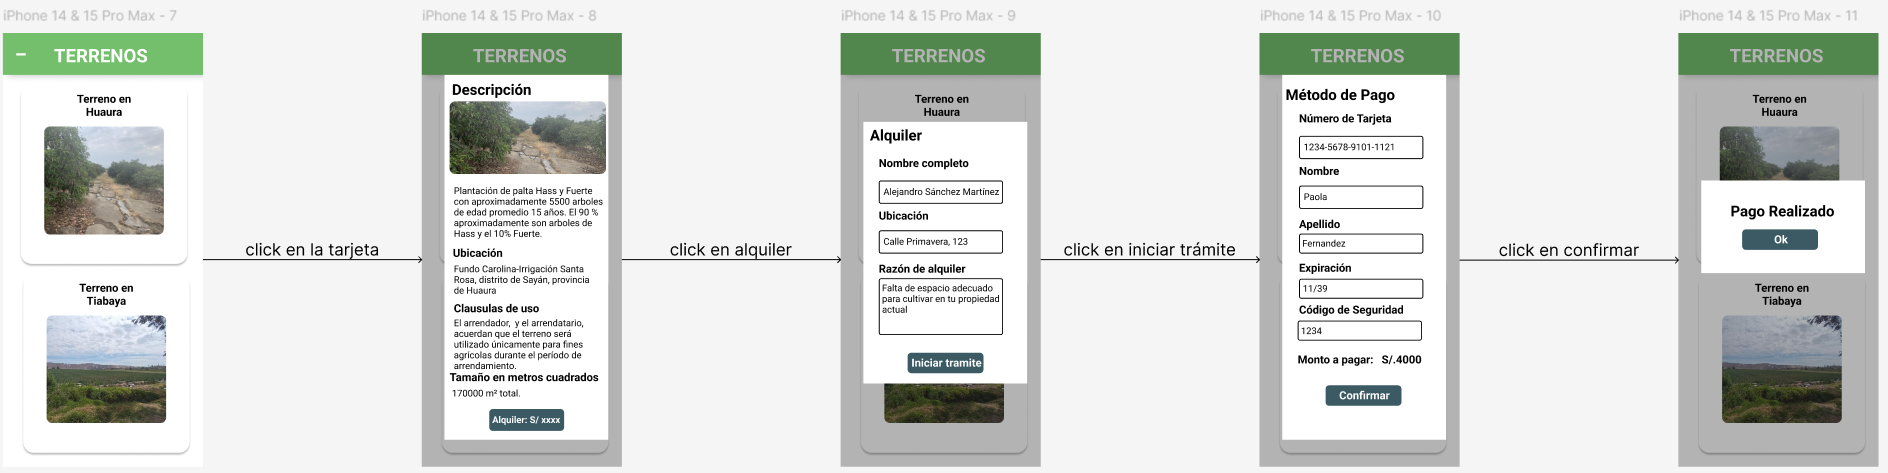 iPhone 14 & 15 Pro Max - 7
TERRENOS
Terreno en
Huaura
Terreno en
Tiabaya
click en la tarjeta
iPhone 14 & 15 Pro Max - 8
TERRENOS
Descripción
Plantación de palta Hass y Fuerte
con aproximadamente 5500 arboles
de edad promedio 15 años. El 90 %
aproximadamente son arboles de
Hass y el 10% Fuerte.
Ubicación
Fundo Carolina-Irrigación Santa
Rosa, distrito de Sayán, provincia
de Huaura
Clausulas de uso
El arrendador, y el arrendatario,
acuerdan que el terreno será
utilizado únicamente para fines
agrícolas durante el período de
arrendamiento.
Tamaño en metros cuadrados
170000 m² total.
Alquiler: S/ xxxx
click en alquiler
iPhone 14 & 15 Pro Max - 9
TERRENOS
Terreno en
Huaura
Alquiler
Nombre completo
Alejandro Sánchez Martínez
Ubicación
Calle Primavera, 123
Razón de alquiler
Falta de espacio adecuado
para cultivar en tu propiedad
actual
Iniciar tramite
click en iniciar trámite
iPhone 14 & 15 Pro Max - 10
TERRENOS
Método de Pago
Número de Tarjeta
1234-5678-9101-1121
Nombre
Paola
Apellido
Fernandez
Expiración
11/39
Código de Seguridad
1234
Monto a pagar: S/.4000
Confirmar
click en confirmar
iPhone 14 & 15 Pro Max - 11
TERRENOS
Terreno en
Huaura
Pago Realizado
Ok
Terreno en
Tiabaya